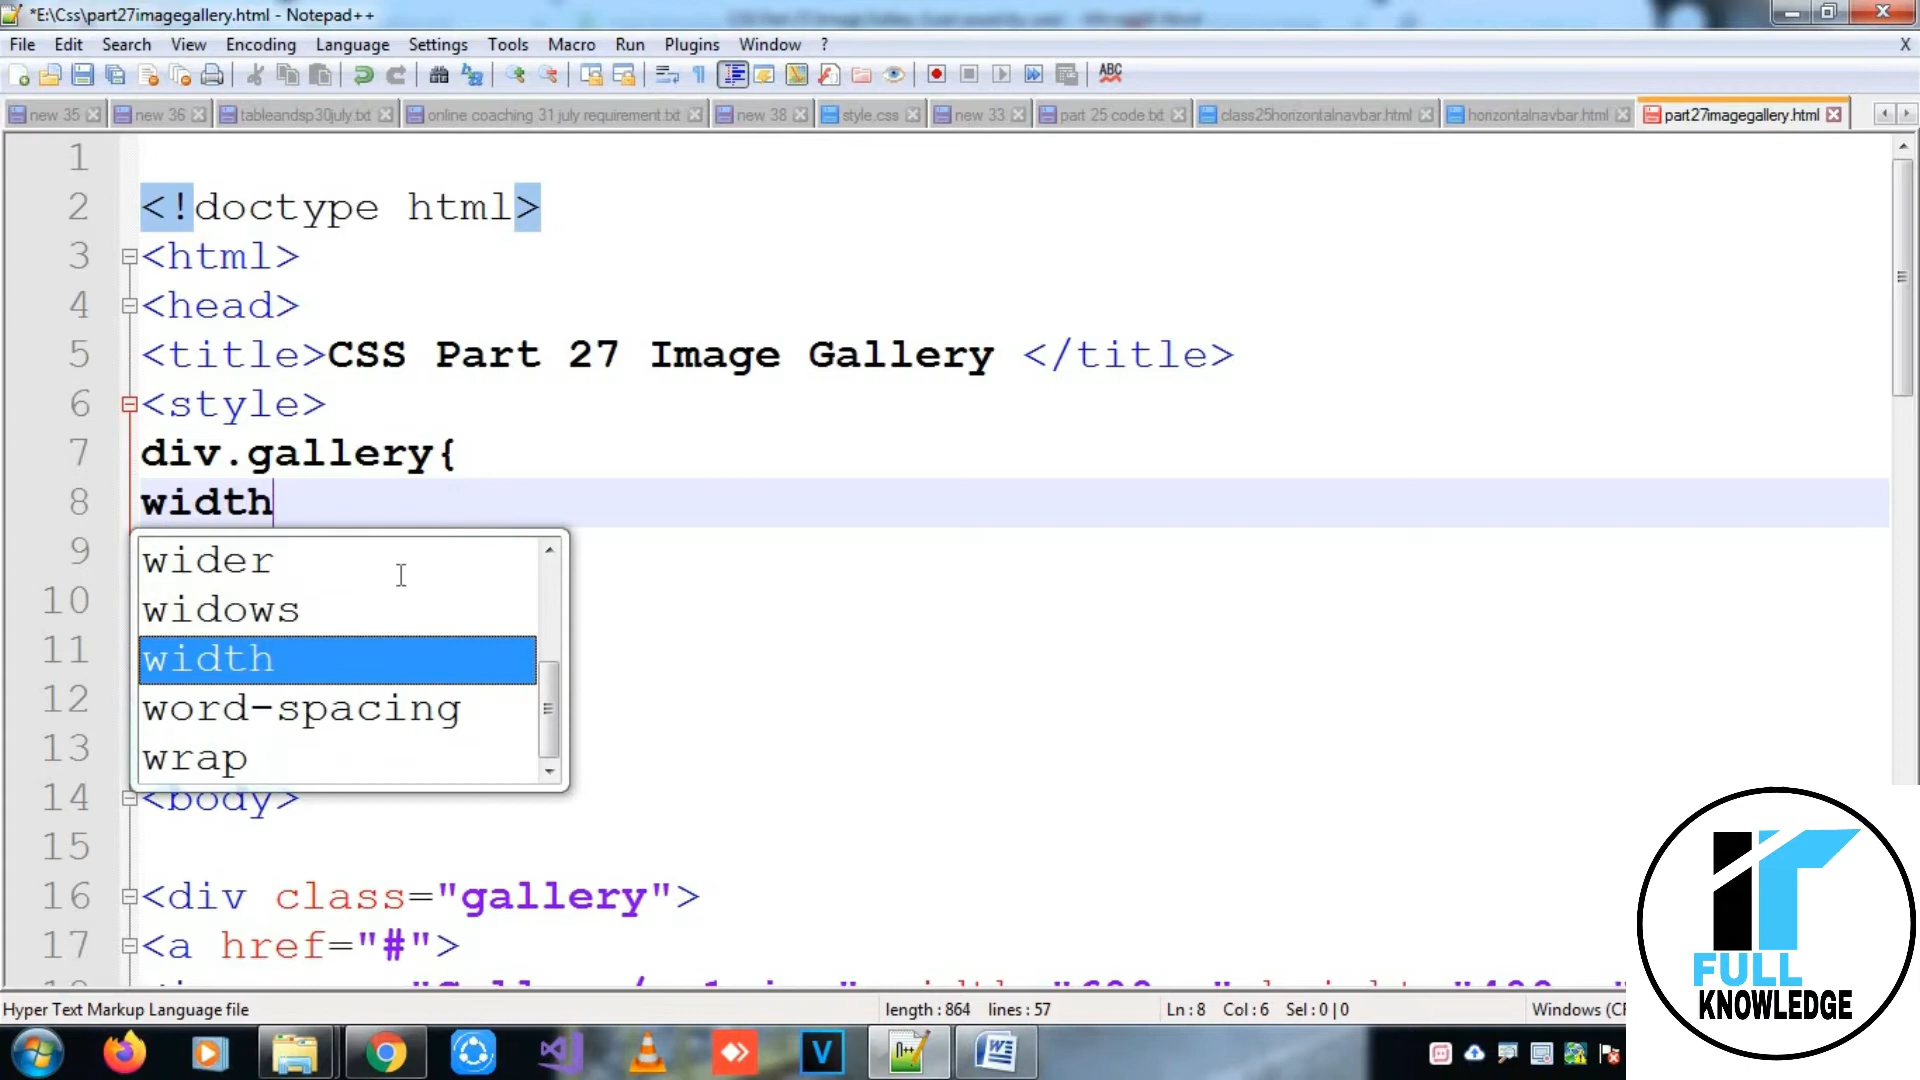 *E:\Css\part27imagegallery.html - Notepad++
File Edit Search View Encoding Language Settings Tools Macro Run Plugins Window ? X
new 35 new 36 tableandsp30july.txt online coaching 31 july requirement.txt new 38 style.css new 33 part 25 code.txt class25horizontalnavbar.html horizontalnavbar.html part27imagegallery.html
1
2 <!doctype html>
3 <html>
4 <head>
5 <title>CSS Part 27 Image Gallery </title>
6 <style>
7 div.gallery{
8 width
9 wider
10 widows
11 width
12 word-spacing
13 wrap
14 <body>
15
16 <div class="gallery">
17 <a href="#">
Hyper Text Markup Language file length : 864 lines : 57 Ln : 8 Col : 6 Sel : 0 | 0 Windows (C
IT
FULL
KNOWLEDGE